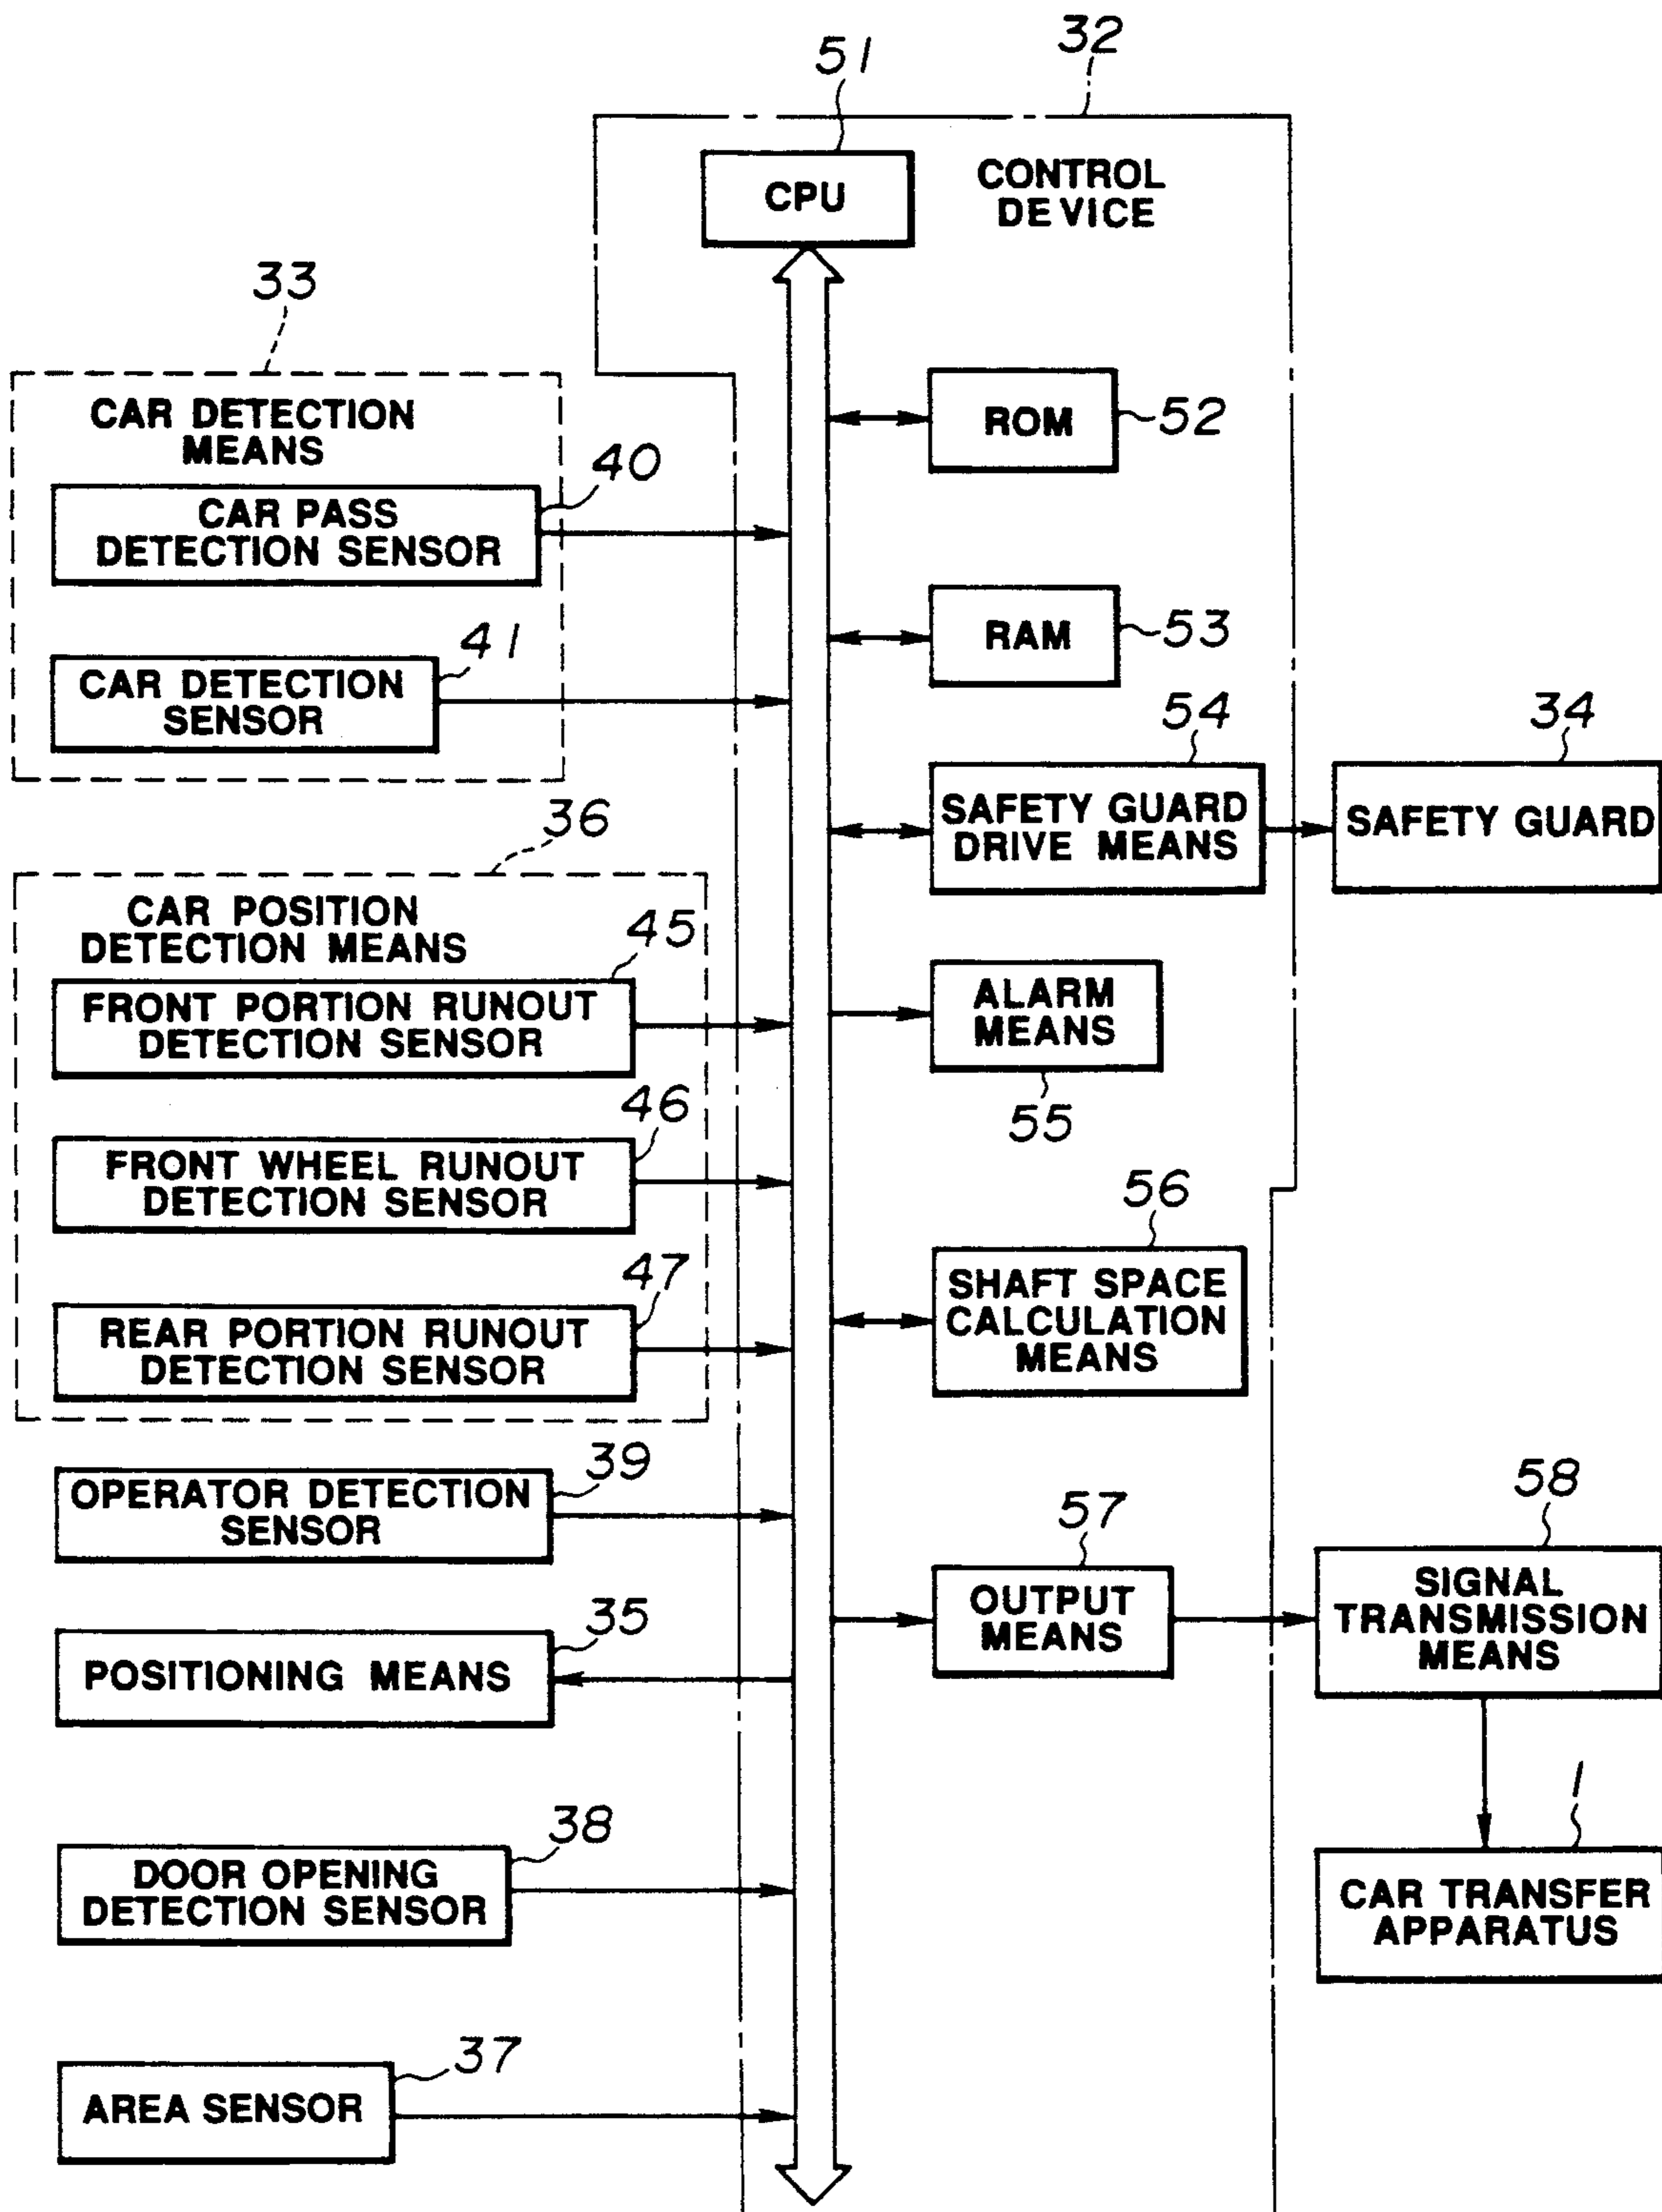 32
51
CPU
CONTROL
DEVICE
33
CAR DETECTION
MEANS
40
CAR PASS
DETECTION SENSOR
41
CAR DETECTION
SENSOR
ROM
52
RAM
53
54
SAFETY GUARD
DRIVE MEANS
34
SAFETY GUARD
36
CAR POSITION
DETECTION MEANS
45
FRONT PORTION RUNOUT
DETECTION SENSOR
ALARM
MEANS
55
46
FRONT WHEEL RUNOUT
DETECTION SENSOR
56
SHAFT SPACE
CALCULATION
MEANS
47
REAR PORTION RUNOUT
DETECTION SENSOR
39
OPERATOR DETECTION
SENSOR
57
OUTPUT
MEANS
58
SIGNAL
TRANSMISSION
MEANS
35
POSITIONING MEANS
1
CAR TRANSFER
APPARATUS
38
DOOR OPENING
DETECTION SENSOR
37
AREA SENSOR